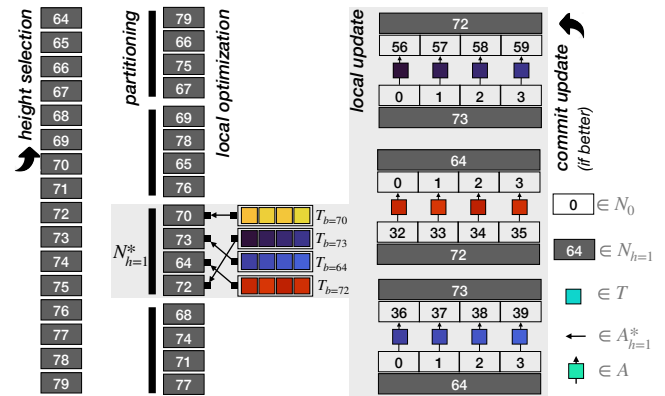 height selection
64
65
66
67
68
69
70
71
72
73
74
75
76
77
78
79
partitioning
local optimization
79
66
75
67
69
78
65
76
70
73
64
72
68
74
71
77
N*h=1
Tb=70
Tb=73
Tb=64
Tb=72
local update
72
56 57 58 59
0 1 2 3
73
64
0 1 2 3
32 33 34 35
72
73
36 37 38 39
0 1 2 3
64
commit update
(if better)
0 ∈ N0
64 ∈ Nh=1
∈ T
∈ A*h=1
∈ A